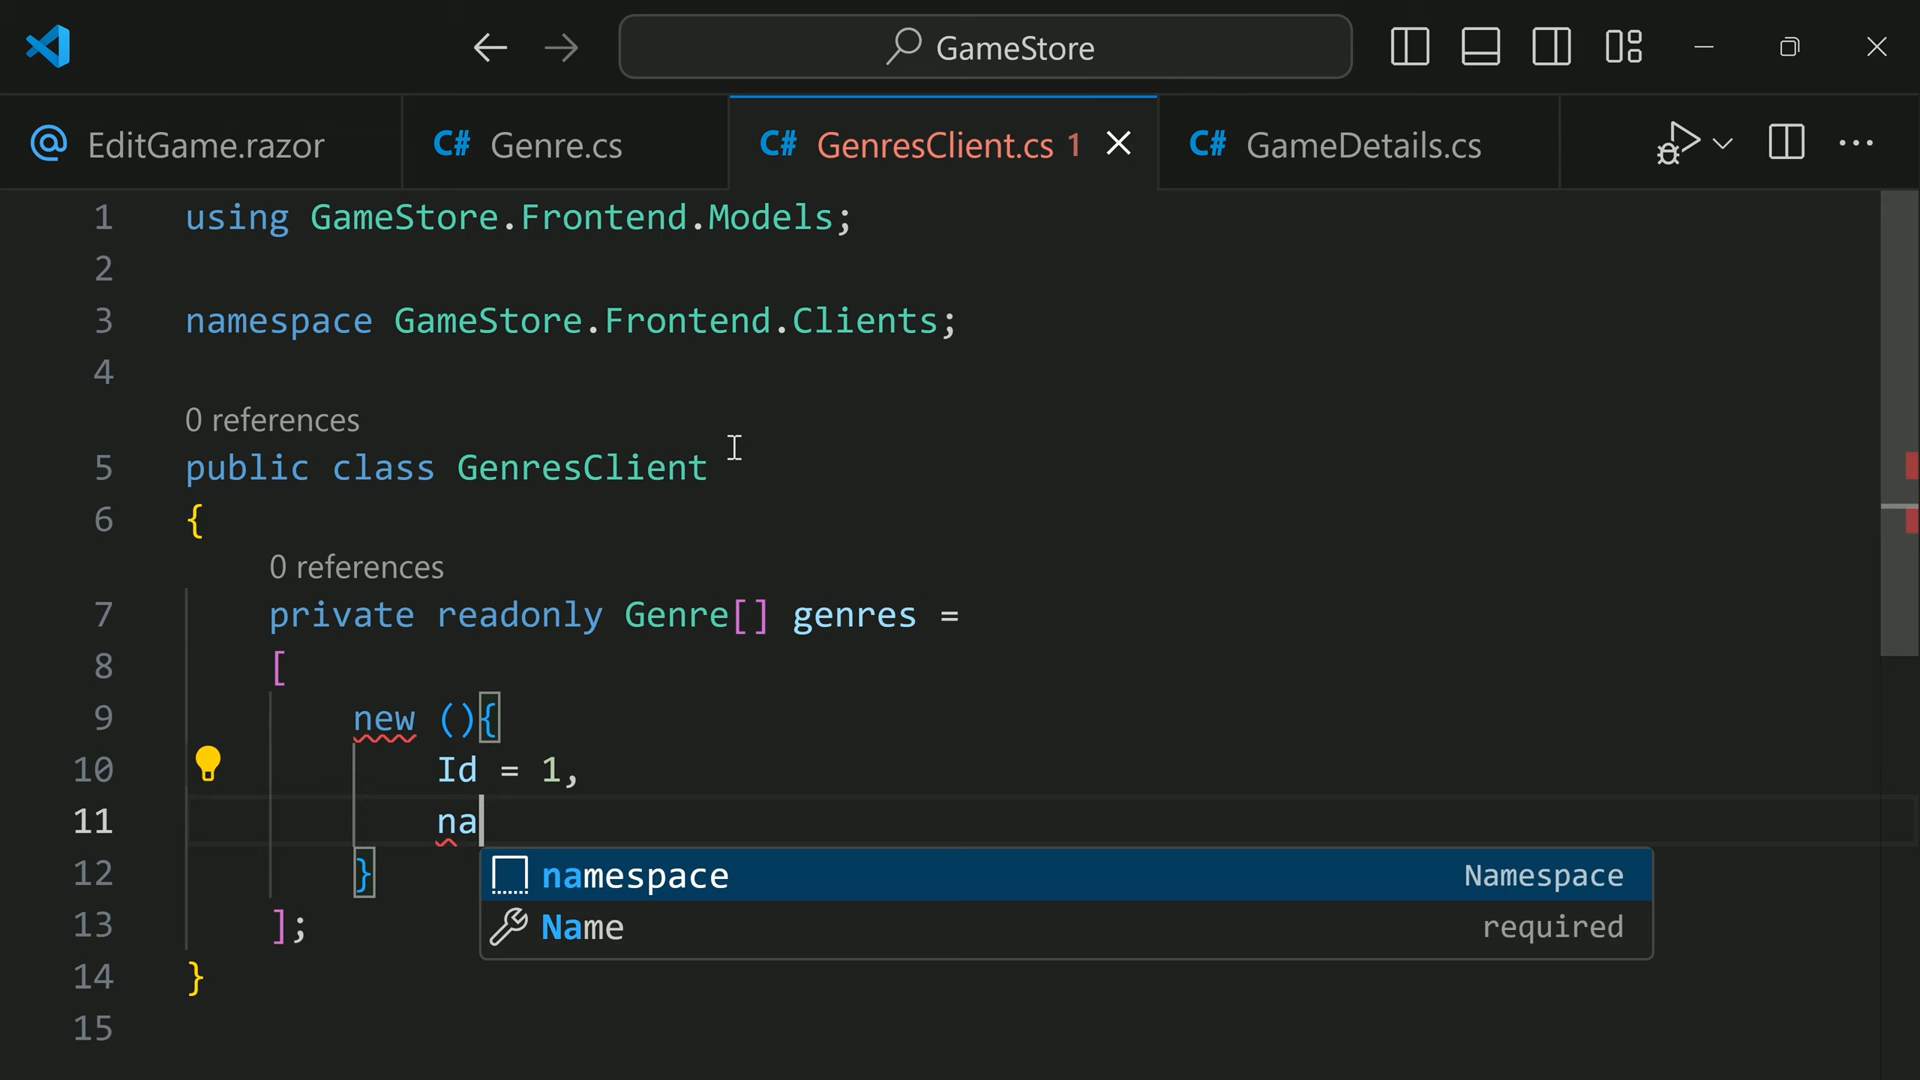 GameStore
EditGame.razor
C# Genre.cs
C# GenresClient.cs 1
C# GameDetails.cs
1 using GameStore.Frontend.Models;
2
3 namespace GameStore.Frontend.Clients;
4
0 references
5 public class GenresClient
6 {
0 references
7 private readonly Genre[] genres =
8 [
9 new (){
10 Id = 1,
11 na
12 }
namespace Namespace
Name required
13 ];
14 }
15